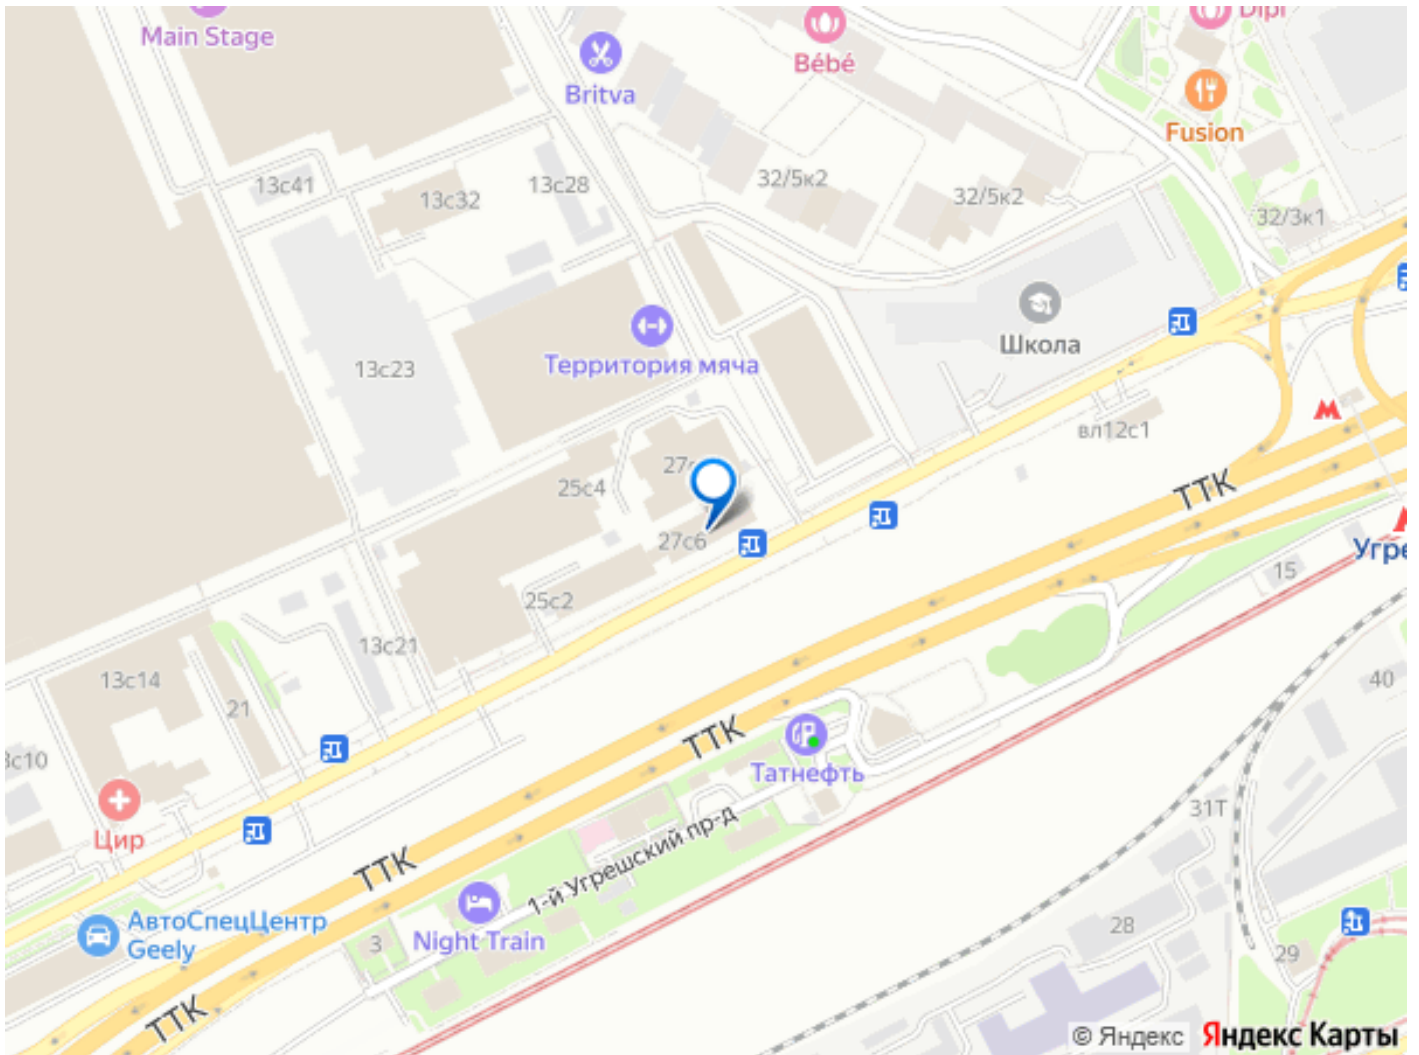 Main Stage
Britva
Bébé
Dipi
Fusion
13с41
13с32
13с28
32/5к2
32/5к2
32/3к1
13с23
Территория мяча
Школа
вл12с1
ТТК
25с4
27с6
25с2
Угре
15
13с21
13с14
21
40
ТТК
Татнефть
31Т
Цир
1-й Угрешский пр-д
ТТК
АвтоСпецЦентр
Geely
Night Train
3
28
29
ТТК
© Яндекс
Яндекс Карты